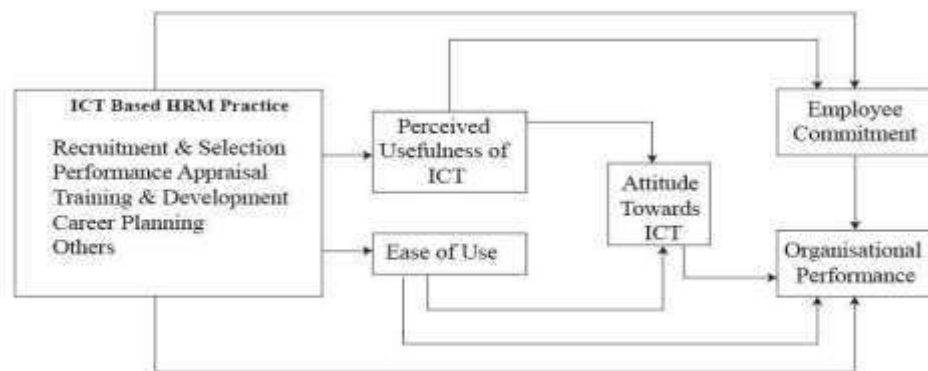 ICT Based HRM Practice
Recruitment & Selection
Performance Appraisal
Training & Development
Career Planning
Others
Perceived
Usefulness of
ICT
Ease of Use
Attitude
Towards
ICT
Employee
Commitment
Organisational
Performance